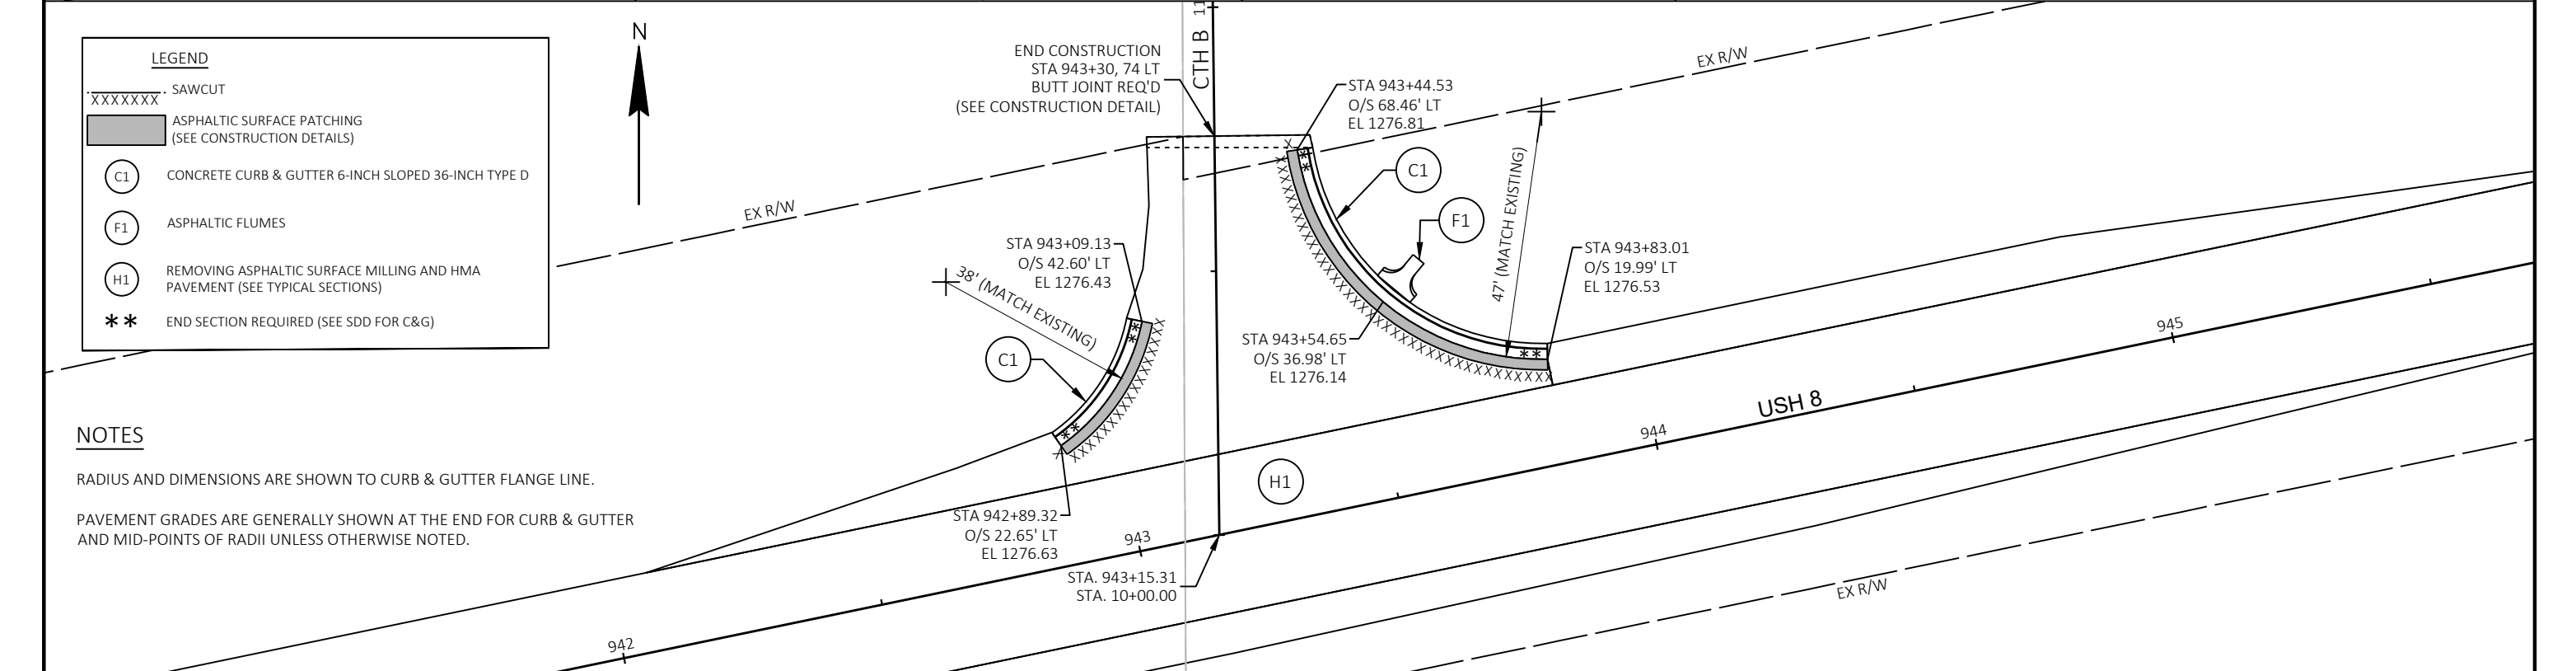 LEGEND
XXXXXXX
SAWCUT
ASPHALTIC SURFACE PATCHING
(SEE CONSTRUCTION DETAILS)
C1
CONCRETE CURB & GUTTER 6-INCH SLOPED 36-INCH TYPE D
F1
ASPHALTIC FLUMES
H1
REMOVING ASPHALTIC SURFACE MILLING AND HMA
PAVEMENT (SEE TYPICAL SECTIONS)
** END SECTION REQUIRED (SEE SDD FOR C&G)
NOTES
RADIUS AND DIMENSIONS ARE SHOWN TO CURB & GUTTER FLANGE LINE.
PAVEMENT GRADES ARE GENERALLY SHOWN AT THE END FOR CURB & GUTTER
AND MID-POINTS OF RADII UNLESS OTHERWISE NOTED.
N
EX R/W
END CONSTRUCTION
STA 943+30, 74 LT
BUTT JOINT REQ'D
(SEE CONSTRUCTION DETAIL)
CTH B
11
STA 943+44.53
O/S 68.46' LT
EL 1276.81
EX R/W
C1
F1
47' (MATCH EXISTING)
STA 943+83.01
O/S 19.99' LT
EL 1276.53
STA 943+09.13
O/S 42.60' LT
EL 1276.43
38' (MATCH EXISTING)
C1
STA 943+54.65
O/S 36.98' LT
EL 1276.14
STA 942+89.32
O/S 22.65' LT
EL 1276.63
H1
STA. 943+15.31
STA. 10+00.00
942
943
944
945
USH 8
EX R/W